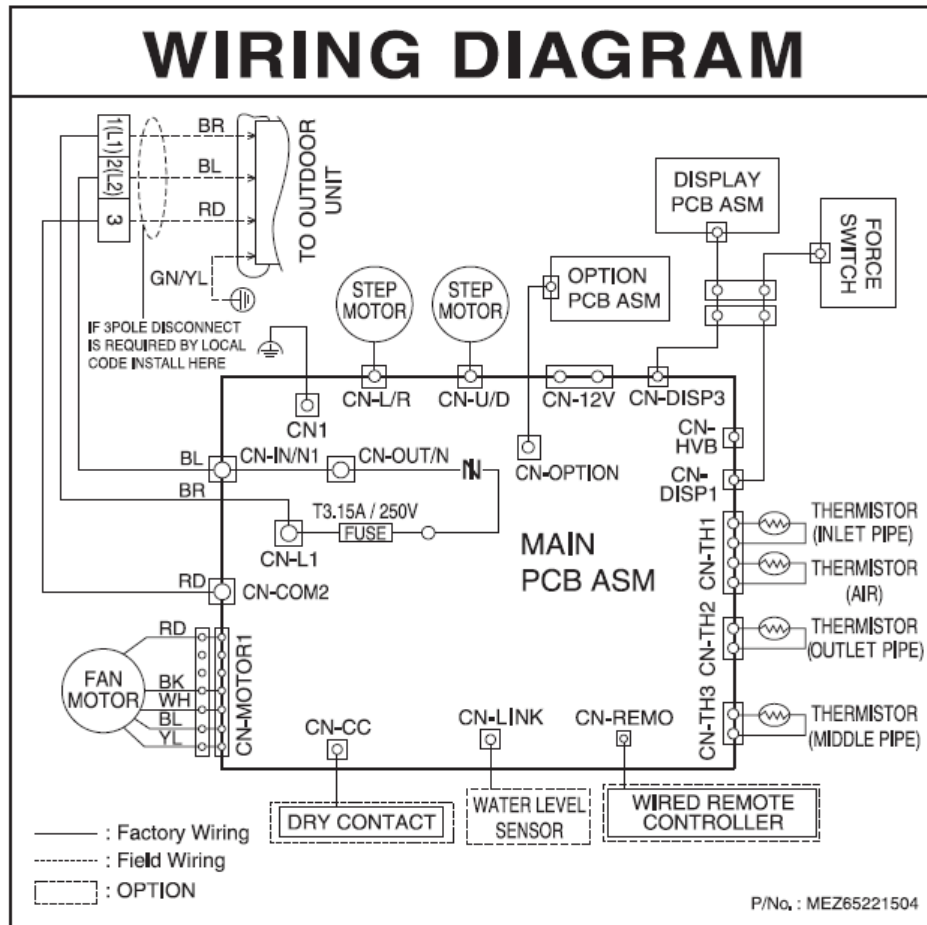 WIRING DIAGRAM
1(L1)
2(L2)
3
BR
BL
RD
GN/YL
TO OUTDOOR
UNIT
IF 3POLE DISCONNECT
IS REQUIRED BY LOCAL
CODE INSTALL HERE
STEP
MOTOR
STEP
MOTOR
OPTION
PCB ASM
DISPLAY
PCB ASM
FORCE
SWITCH
CN1
CN-L/R
CN-U/D
CN-12V
CN-DISP3
CN-OPTION
CN-
HVB
CN-
DISP1
BL
CN-IN/N1
CN-OUT/N
BR
T3.15A / 250V
FUSE
CN-L1
RD
CN-COM2
MAIN
PCB ASM
CN-TH1
THERMISTOR
(INLET PIPE)
THERMISTOR
(AIR)
CN-TH2
THERMISTOR
(OUTLET PIPE)
CN-TH3
THERMISTOR
(MIDDLE PIPE)
FAN
MOTOR
RD
BK
WH
BL
YL
CN-MOTOR1
CN-CC
CN-LINK
CN-REMO
DRY CONTACT
WATER LEVEL
SENSOR
WIRED REMOTE
CONTROLLER
: Factory Wiring
: Field Wiring
: OPTION
P/No. : MEZ65221504